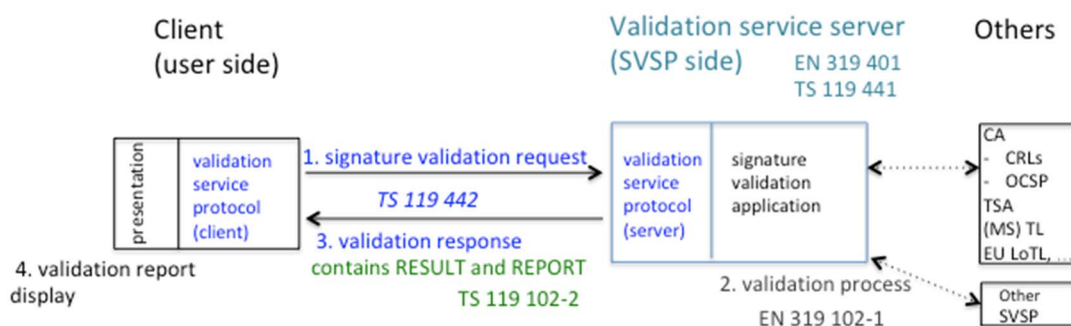 Client
(user side)
Validation service server
(SVSP side)
EN 319 401
TS 119 441
Others
presentation
validation
service
protocol
(client)
1. signature validation request
TS 119 442
3. validation response
contains RESULT and REPORT
TS 119 102-2
4. validation report
display
validation
service
protocol
(server)
signature
validation
application
2. validation process
EN 319 102-1
CA
- CRLs
- OCSP
TSA
(MS) TL
EU LoTL, ...
Other
SVSP